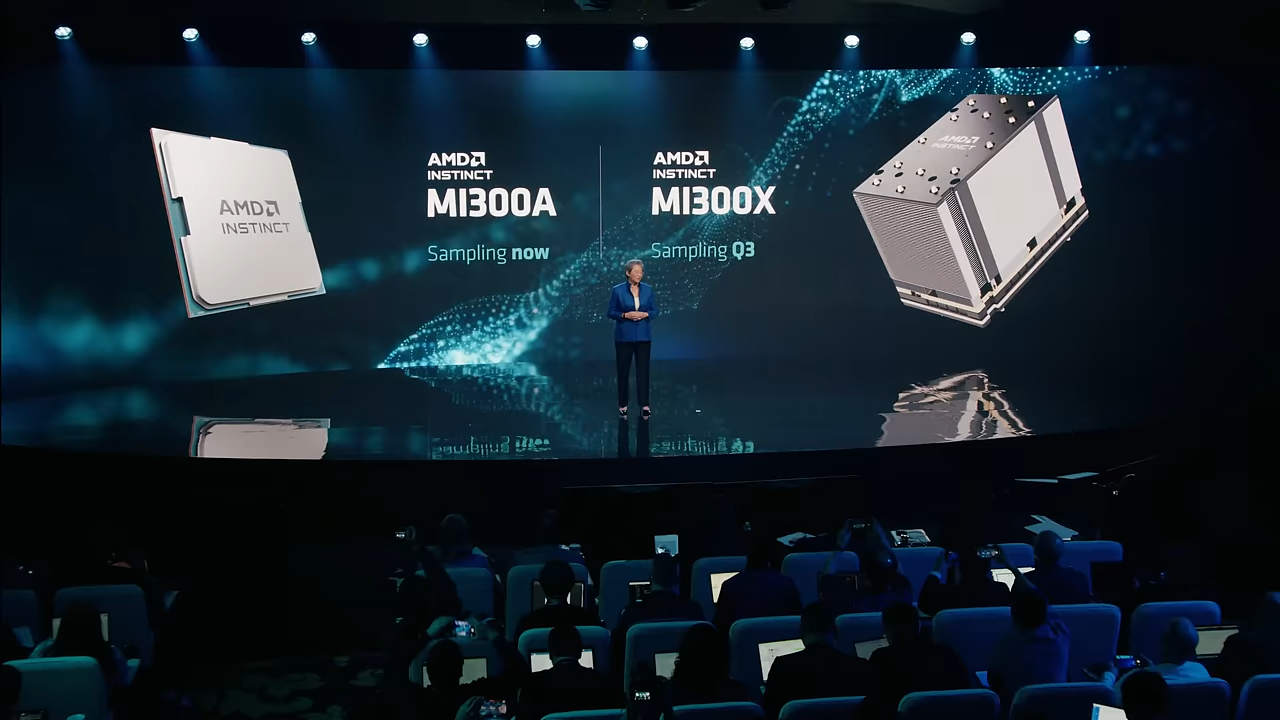 AMD
INSTINCT
AMD
INSTINCT
MI300A
Sampling now
AMD
INSTINCT
MI300X
Sampling Q3
AMD
INSTINCT